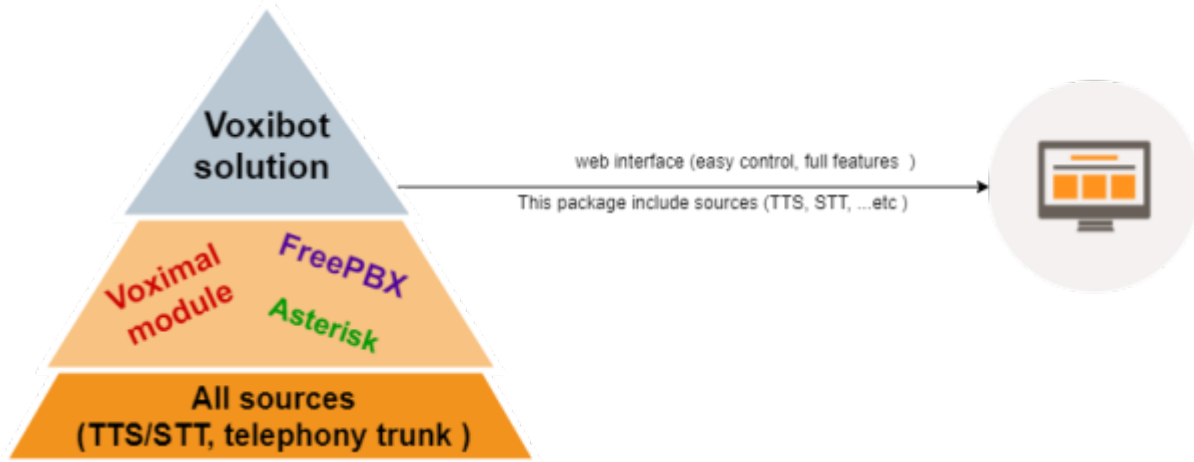 Voxibot
solution
web interface (easy control, full features  )
This package include sources (TTS, STT, ...etc )
Voximal
module
FreePBX
Asterisk
All sources
(TTS/STT, telephony trunk )